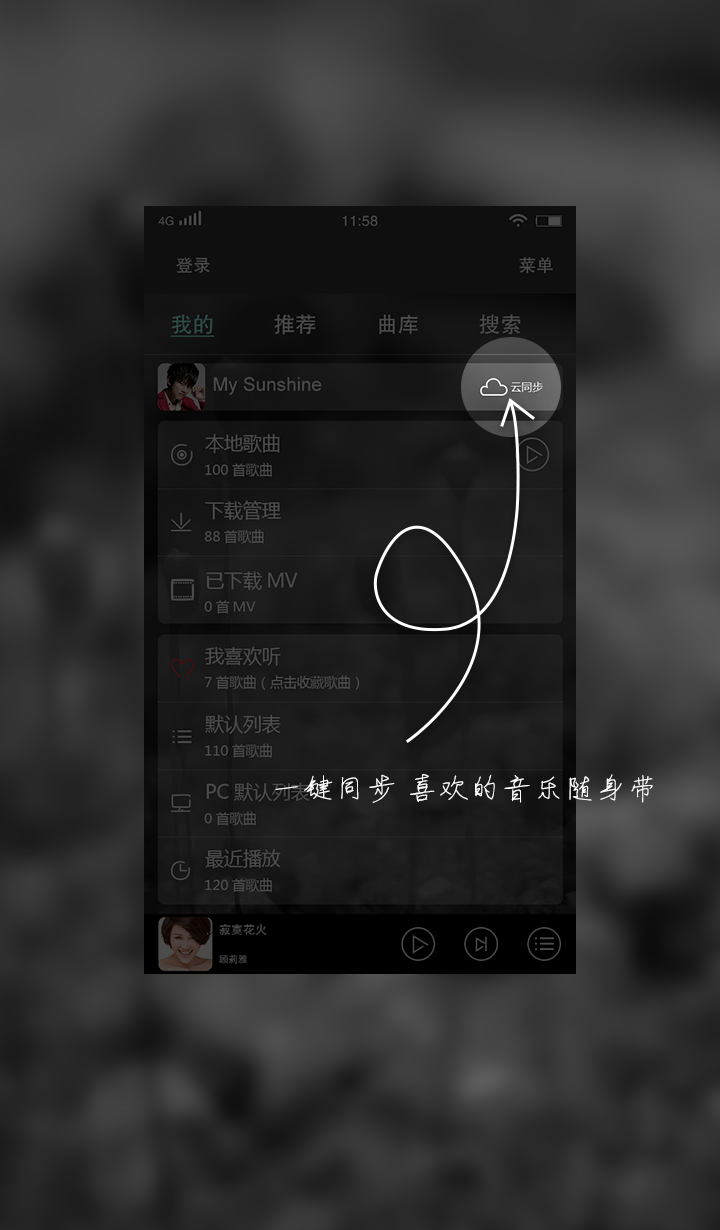 4G 11:58
登录 菜单
我的 推荐 曲库 搜索
My Sunshine 云同步
本地歌曲
100 首歌曲
下载管理
88 首歌曲
已下载 MV
0 首 MV
我喜欢听
7 首歌曲（点击收藏歌曲）
默认列表
110 首歌曲
PC 默认列表
一键同步 喜欢的音乐随身带
0 首歌曲
最近播放
120 首歌曲
寂寞花火
顾莉雅